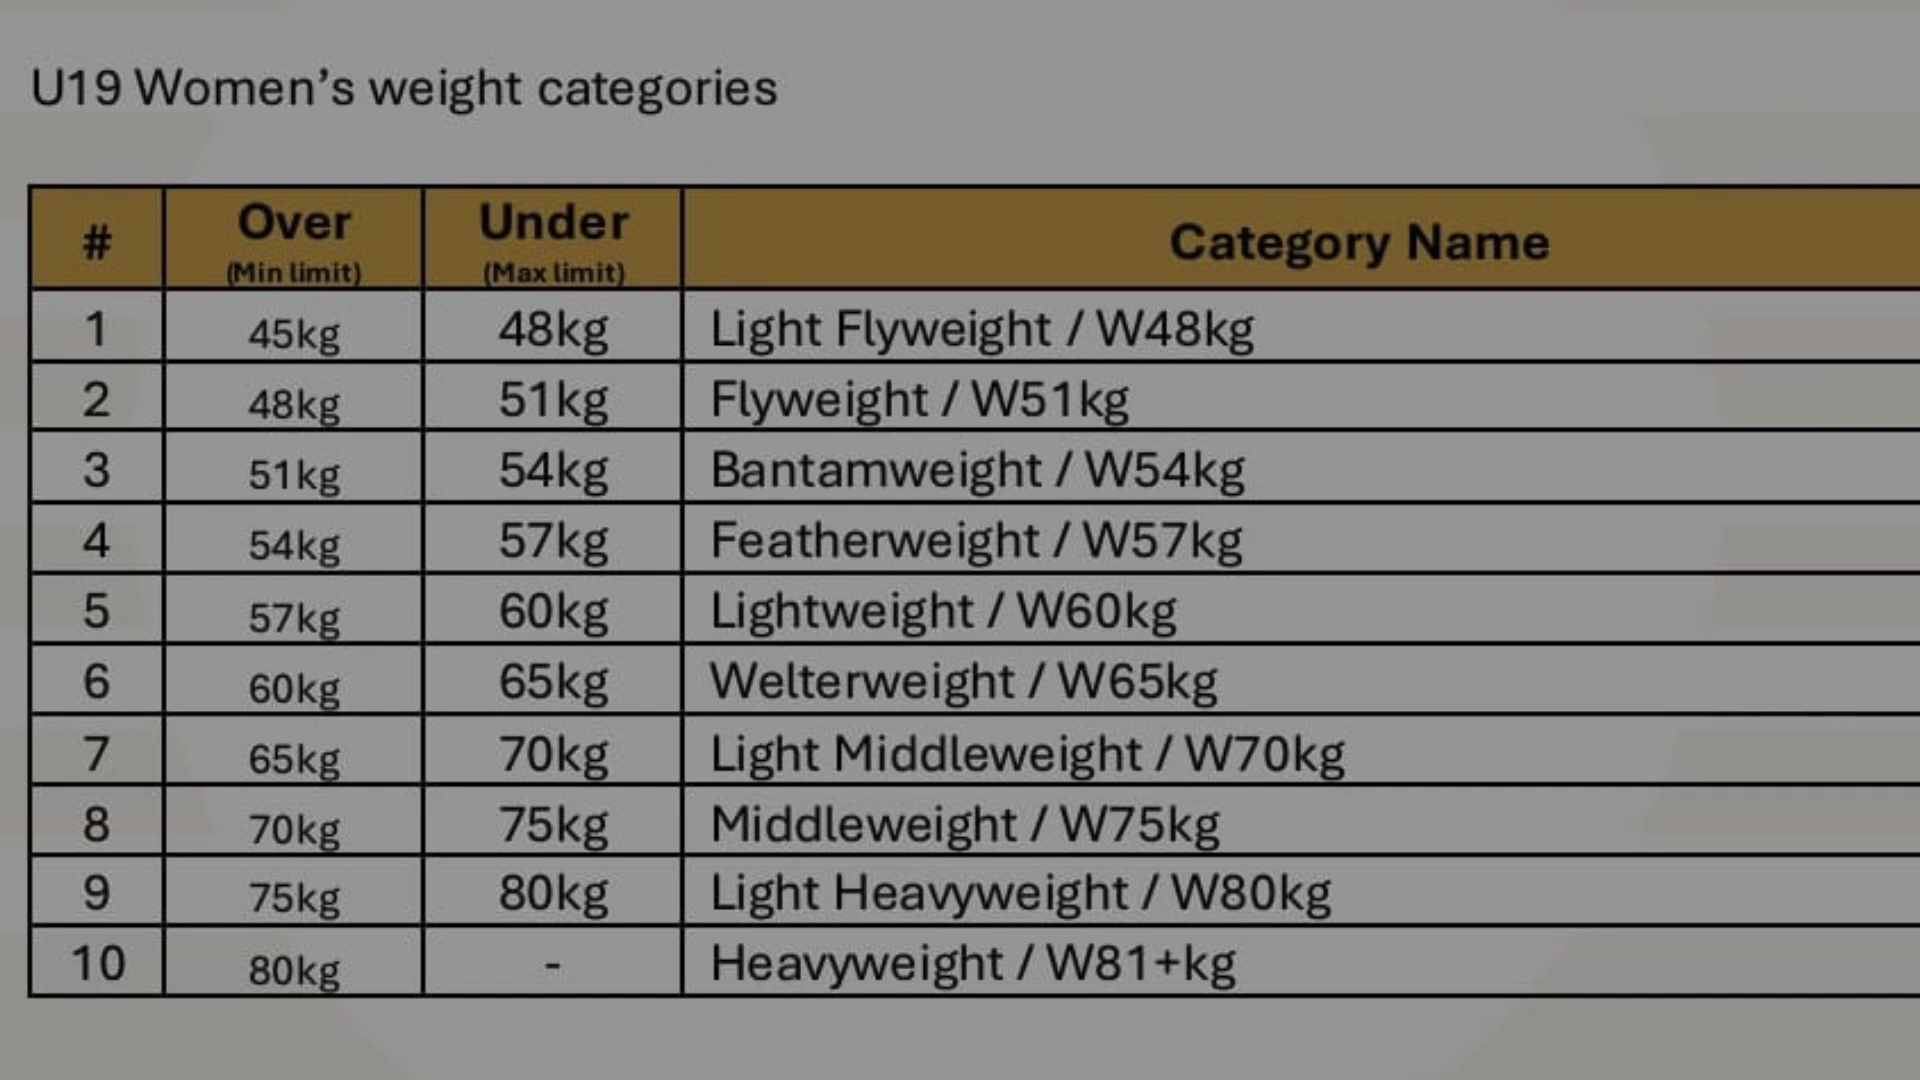 U19 Women’s weight categories
# Over (Min limit) Under (Max limit) Category Name
1 45kg 48kg Light Flyweight / W48kg
2 48kg 51kg Flyweight / W51kg
3 51kg 54kg Bantamweight / W54kg
4 54kg 57kg Featherweight / W57kg
5 57kg 60kg Lightweight / W60kg
6 60kg 65kg Welterweight / W65kg
7 65kg 70kg Light Middleweight / W70kg
8 70kg 75kg Middleweight / W75kg
9 75kg 80kg Light Heavyweight / W80kg
10 80kg - Heavyweight / W81+kg